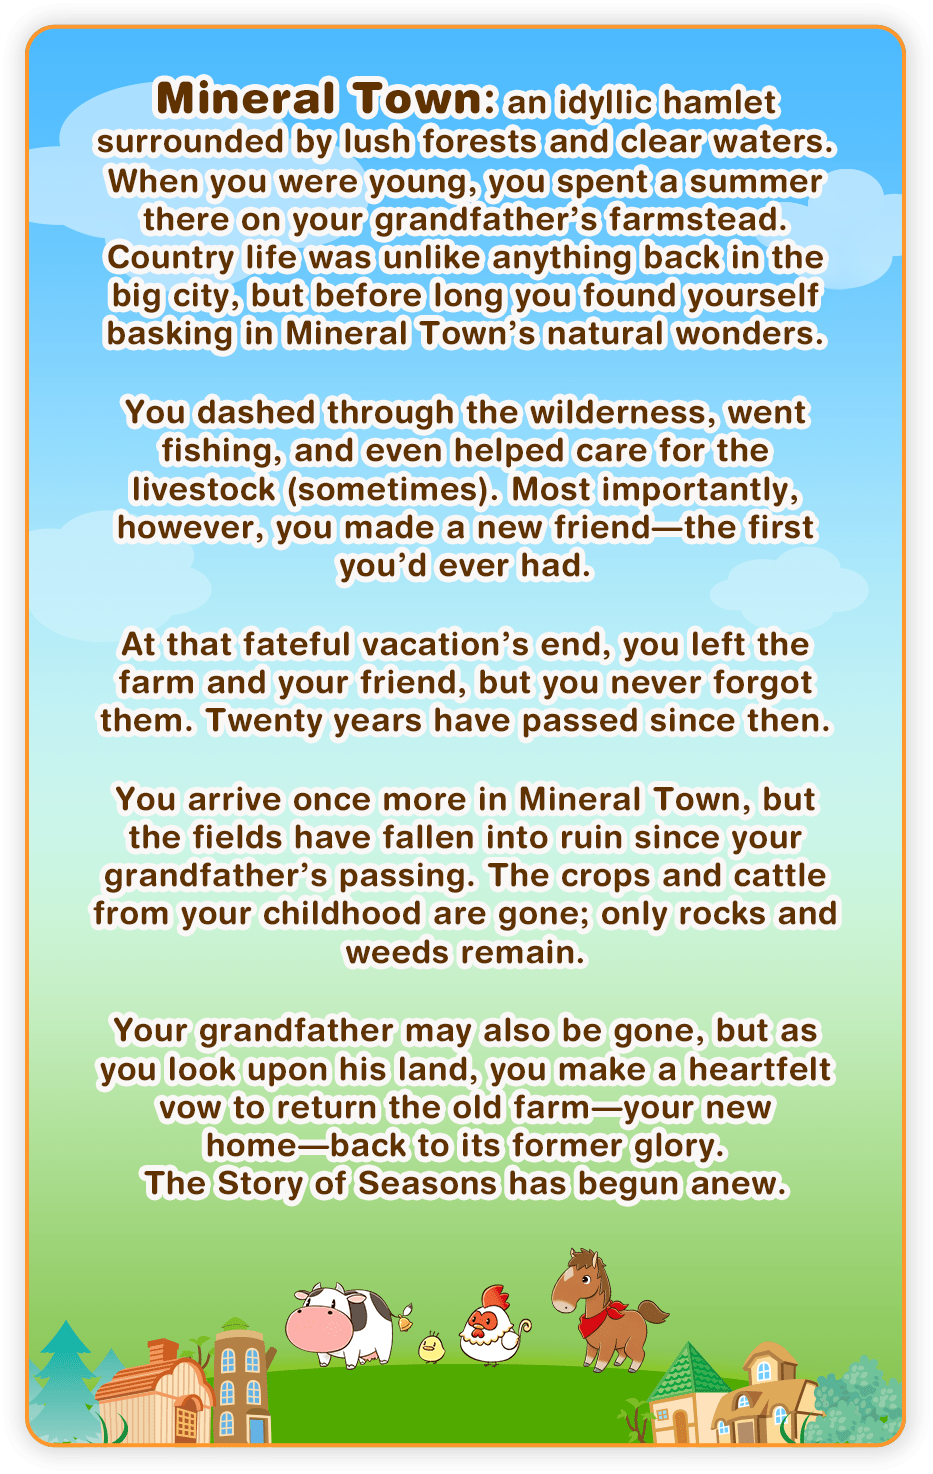 Mineral Town: an idyllic hamlet
surrounded by lush forests and clear waters.
When you were young, you spent a summer
there on your grandfather’s farmstead.
Country life was unlike anything back in the
big city, but before long you found yourself
basking in Mineral Town’s natural wonders.
You dashed through the wilderness, went
fishing, and even helped care for the
livestock (sometimes). Most importantly,
however, you made a new friend—the first
you’d ever had.
At that fateful vacation’s end, you left the
farm and your friend, but you never forgot
them. Twenty years have passed since then.
You arrive once more in Mineral Town, but
the fields have fallen into ruin since your
grandfather’s passing. The crops and cattle
from your childhood are gone; only rocks and
weeds remain.
Your grandfather may also be gone, but as
you look upon his land, you make a heartfelt
vow to return the old farm—your new
home—back to its former glory.
The Story of Seasons has begun anew.